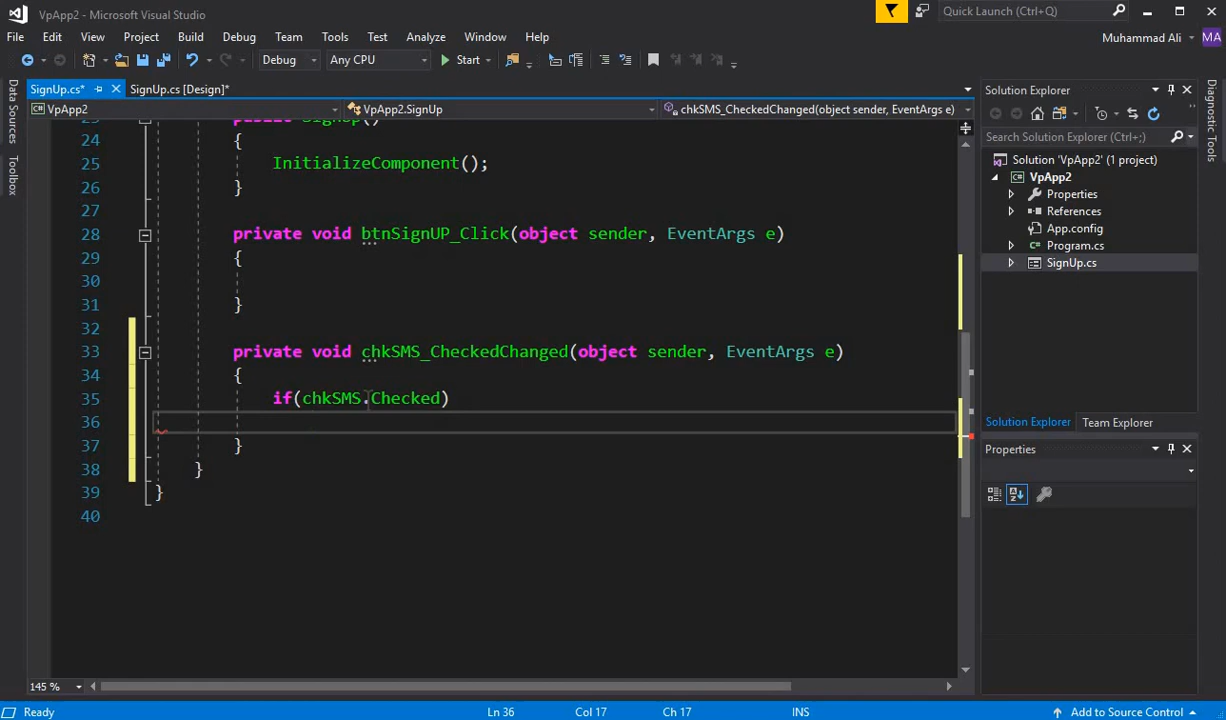 VpApp2 - Microsoft Visual Studio
Quick Launch (Ctrl+Q)
File Edit View Project Build Debug Team Tools Test Analyze Window Help
Muhammad Ali MA
Debug Any CPU Start
Data Sources
Toolbox
SignUp.cs* SignUp.cs [Design]*
VpApp2 VpApp2.SignUp chkSMS_CheckedChanged(object sender, EventArgs e)
23 public SignUp()
24 {
25 InitializeComponent();
26 }
27
28 private void btnSignUP_Click(object sender, EventArgs e)
29 {
30
31 }
32
33 private void chkSMS_CheckedChanged(object sender, EventArgs e)
34 {
35 if(chkSMS.Checked)
36
37 }
38 }
39 }
40
145 %
Solution Explorer
Search Solution Explorer (Ctrl+;)
Solution 'VpApp2' (1 project)
VpApp2
Properties
References
App.config
Program.cs
SignUp.cs
Solution Explorer Team Explorer
Properties
Diagnostic Tools
Ready Ln 36 Col 17 Ch 17 INS Add to Source Control